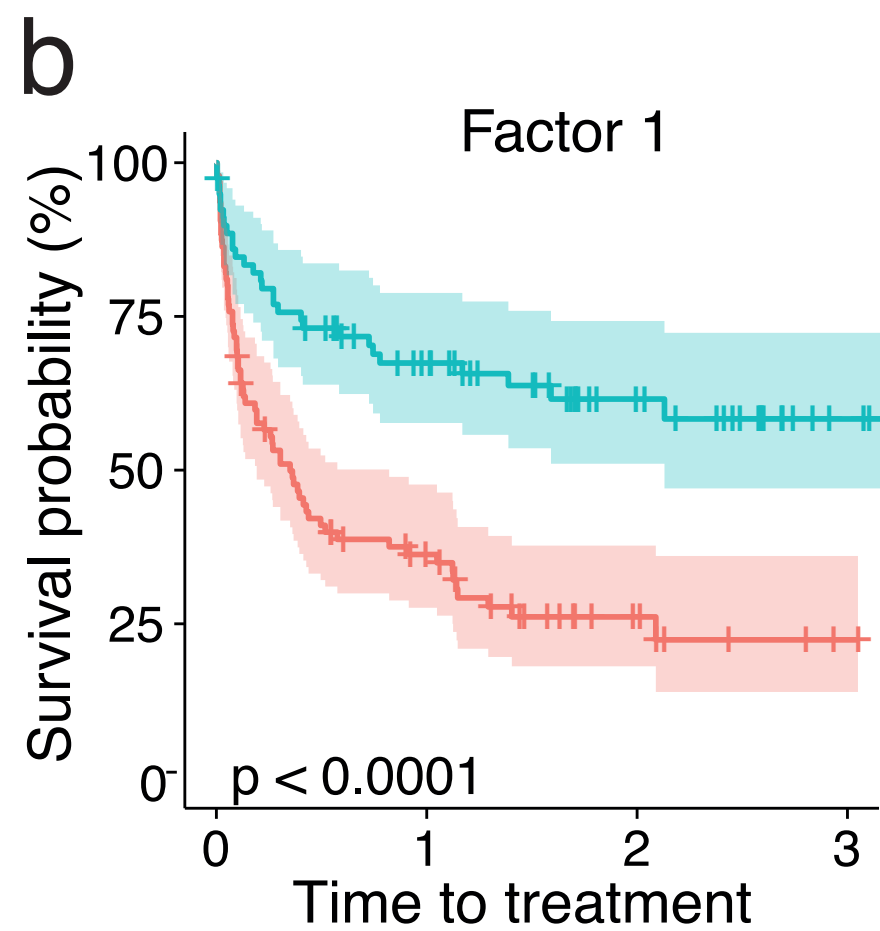 b
Factor 1
Survival probability (%)
100
75
50
25
0
p < 0.0001
0 1 2 3
Time to treatment